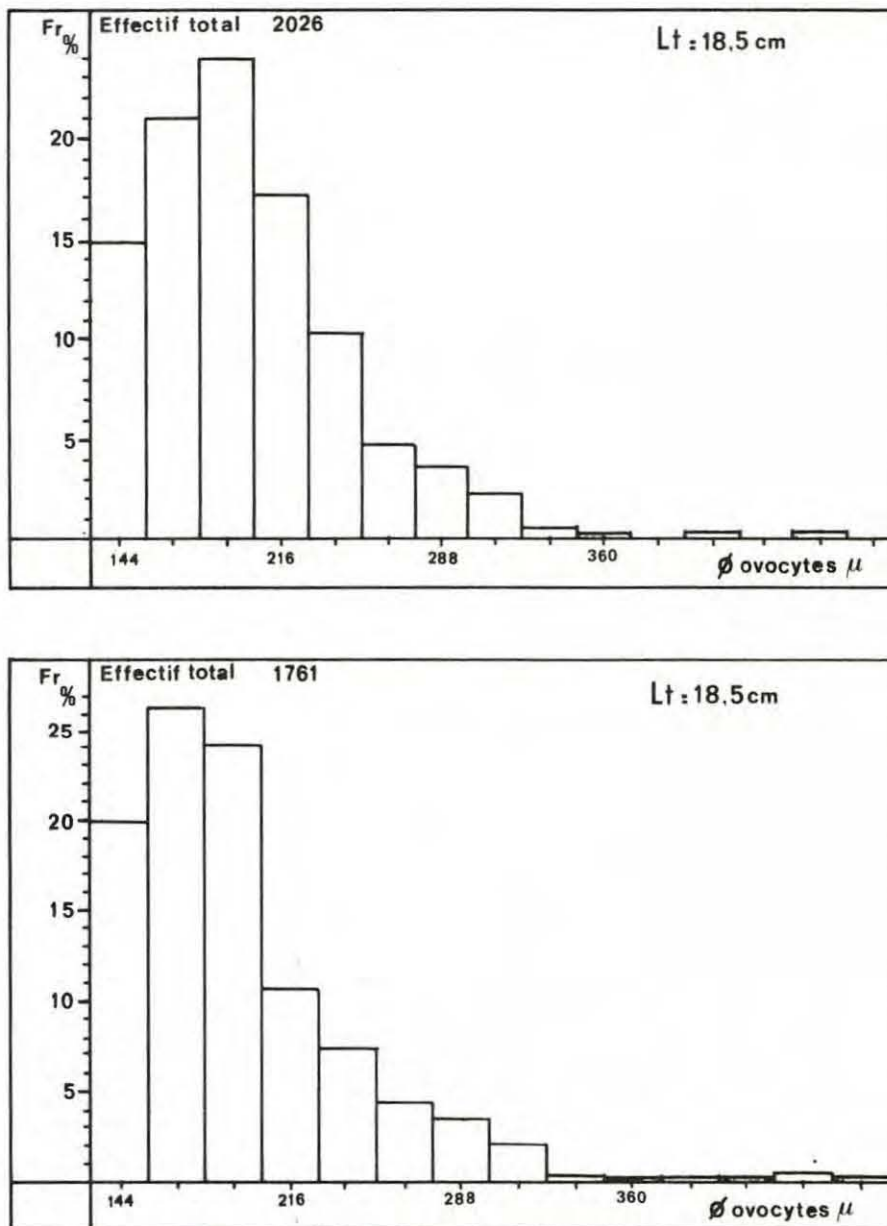 Fr% Effectif total 2026
Lt : 18,5 cm
20
15
10
5
144 216 288 360
Ø ovocytes µ
Fr% Effectif total 1761
Lt : 18,5 cm
25
20
15
10
5
144 216 288 360
Ø ovocytes µ